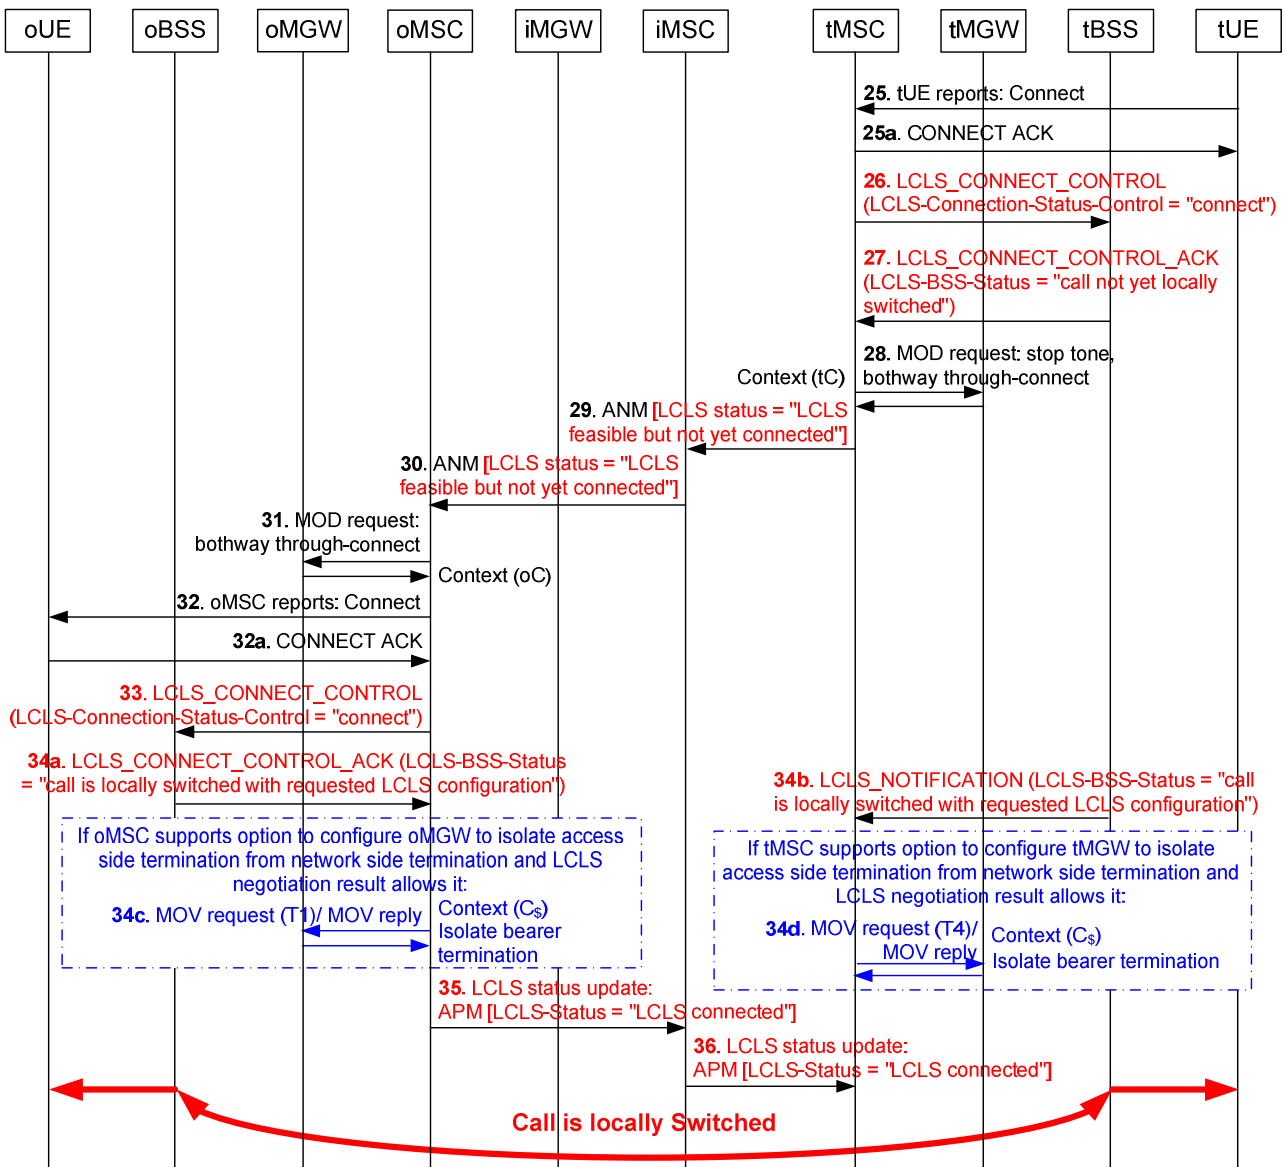 oUE oBSS oMGW oMSC iMGW iMSC tMSC tMGW tBSS tUE
25. tUE reports: Connect
25a. CONNECT ACK
26. LCLS_CONNECT_CONTROL
(LCLS-Connection-Status-Control = "connect")
27. LCLS_CONNECT_CONTROL_ACK
(LCLS-BSS-Status = "call not yet locally
switched")
28. MOD request: stop tone,
bothway through-connect
Context (tC)
29. ANM [LCLS status = "LCLS
feasible but not yet connected"]
30. ANM [LCLS status = "LCLS
feasible but not yet connected"]
31. MOD request:
bothway through-connect
Context (oC)
32. oMSC reports: Connect
32a. CONNECT ACK
33. LCLS_CONNECT_CONTROL
(LCLS-Connection-Status-Control = "connect")
34a. LCLS_CONNECT_CONTROL_ACK (LCLS-BSS-Status
= "call is locally switched with requested LCLS configuration")
34b. LCLS_NOTIFICATION (LCLS-BSS-Status = "call
is locally switched with requested LCLS configuration")
If oMSC supports option to configure oMGW to isolate access
side termination from network side termination and LCLS
negotiation result allows it:
34c. MOV request (T1)/ MOV reply
Context (C$)
Isolate bearer
termination
If tMSC supports option to configure tMGW to isolate
access side termination from network side termination and
LCLS negotiation result allows it:
34d. MOV request (T4)/
MOV reply
Context (C$)
Isolate bearer termination
35. LCLS status update:
APM [LCLS-Status = "LCLS connected"]
36. LCLS status update:
APM [LCLS-Status = "LCLS connected"]
Call is locally Switched